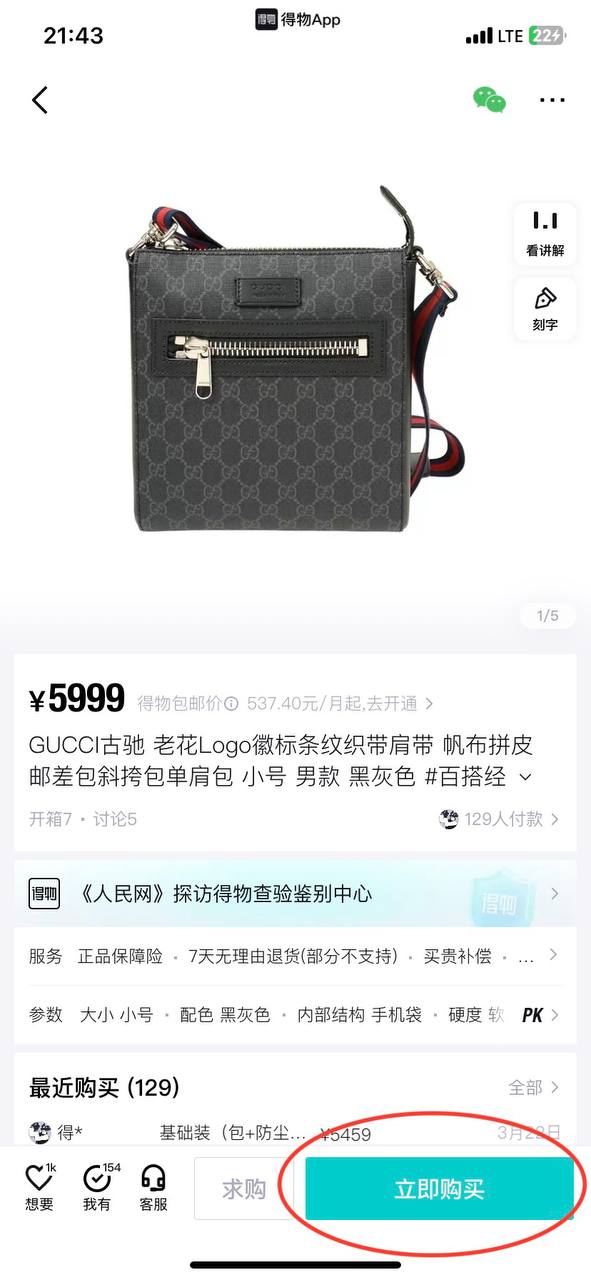 得物 得物App
21:43
LTE 22
看讲解
刻字
GUCCI
1/5
¥5999 得物包邮价 537.40元/月起,去开通
GUCCI古驰 老花Logo徽标条纹织带肩带 帆布拼皮
邮差包斜挎包单肩包 小号 男款 黑灰色 #百搭经
开箱7 · 讨论5 129人付款
得物 《人民网》探访得物查验鉴别中心 得物
服务 正品保障险 · 7天无理由退货(部分不支持) · 买贵补偿 · ...
参数 大小 小号 · 配色 黑灰色 · 内部结构 手机袋 · 硬度 软 PK
最近购买 (129) 全部
得* 基础装（包+防尘... ¥5459 3月22日
1k 154
想要 我有 客服 求购 立即购买